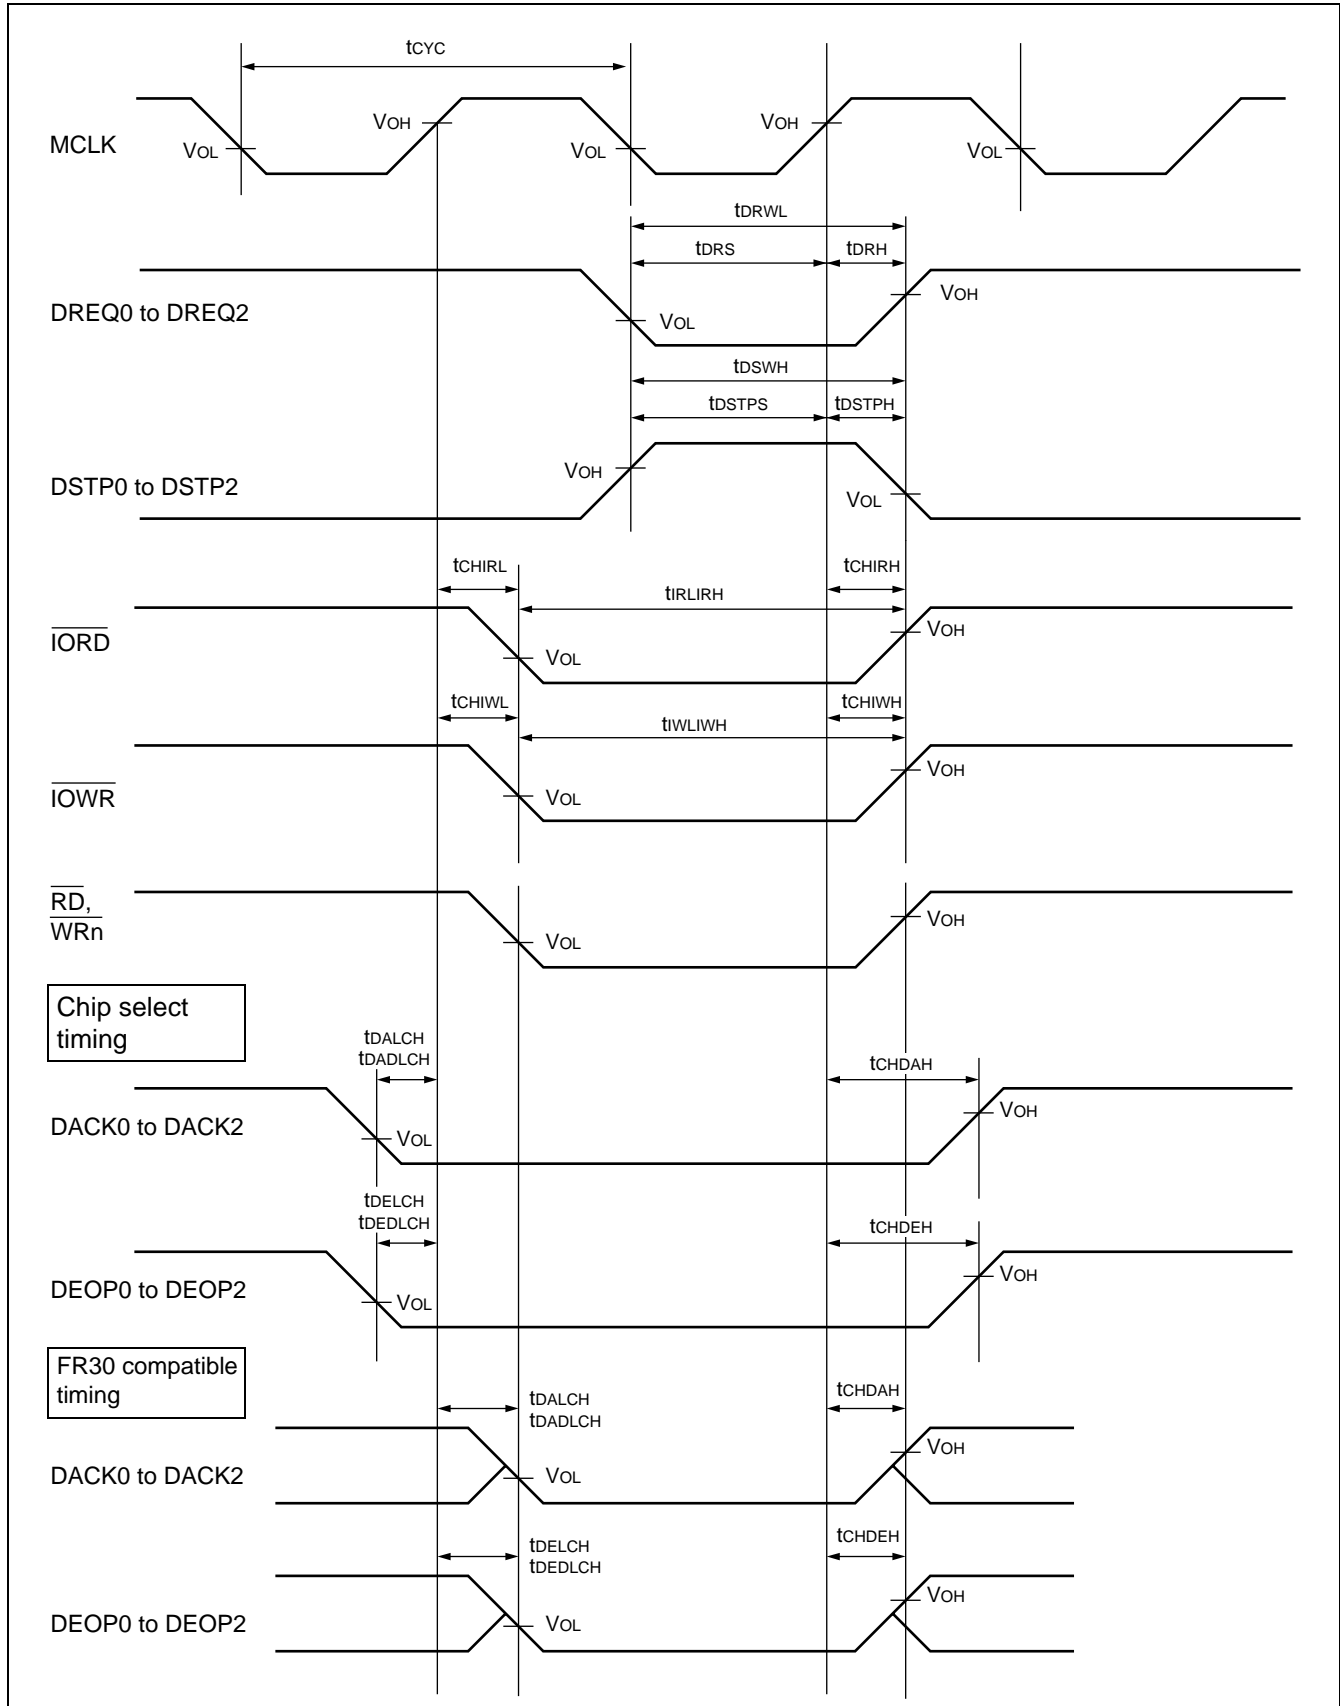 tCYC
MCLK
VOL
VOH
VOL
VOH
VOL
tDRWL
tDRS
tDRH
DREQ0 to DREQ2
VOL
VOH
tDSWH
tDSTPS
tDSTPH
DSTP0 to DSTP2
VOH
VOL
tCHIRL
tIRLIRH
tCHIRH
IORD
VOL
VOH
tCHIWL
tIWLIWH
tCHIWH
IOWR
VOL
VOH
RD,
WRn
VOL
VOH
Chip select
timing
tDALCH
tDADLCH
tCHDAH
DACK0 to DACK2
VOL
VOH
tDELCH
tDEDLCH
tCHDEH
DEOP0 to DEOP2
VOL
VOH
FR30 compatible
timing
tDALCH
tDADLCH
tCHDAH
DACK0 to DACK2
VOL
VOH
tDELCH
tDEDLCH
tCHDEH
DEOP0 to DEOP2
VOL
VOH